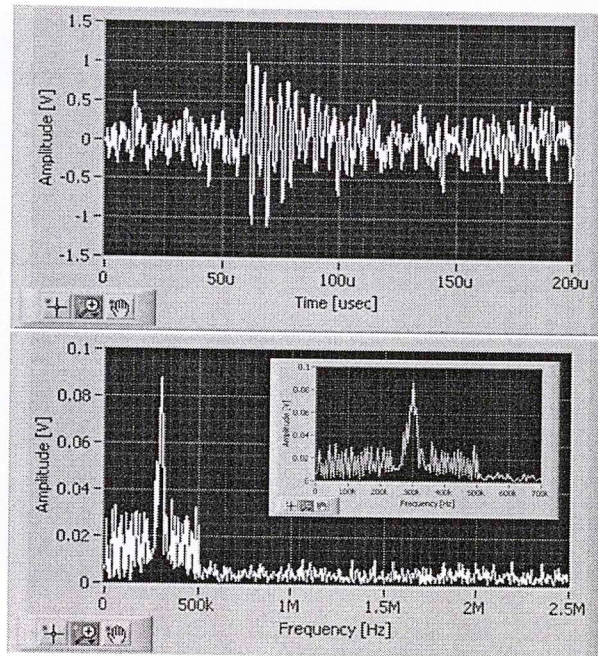 1.5
1
0.5
0
-0.5
-1
-1.5
Amplitude [V]
0 50u 100u 150u 200u
Time [usec]
0.1
0.08
0.06
0.04
0.02
0
Amplitude [V]
0 500k 1M 1.5M 2M 2.5M
Frequency [Hz]
0.1
0.08
0.06
0.04
0.02
0
Amplitude [V]
0 100k 200k 300k 400k 500k 600k 700k
Frequency [Hz]